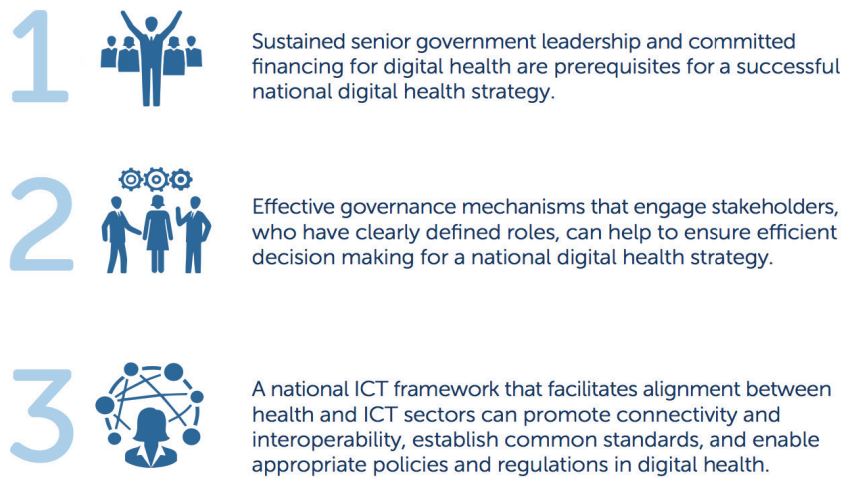 1
Sustained senior government leadership and committed
financing for digital health are prerequisites for a successful
national digital health strategy.
2
Effective governance mechanisms that engage stakeholders,
who have clearly defined roles, can help to ensure efficient
decision making for a national digital health strategy.
3
A national ICT framework that facilitates alignment between
health and ICT sectors can promote connectivity and
interoperability, establish common standards, and enable
appropriate policies and regulations in digital health.